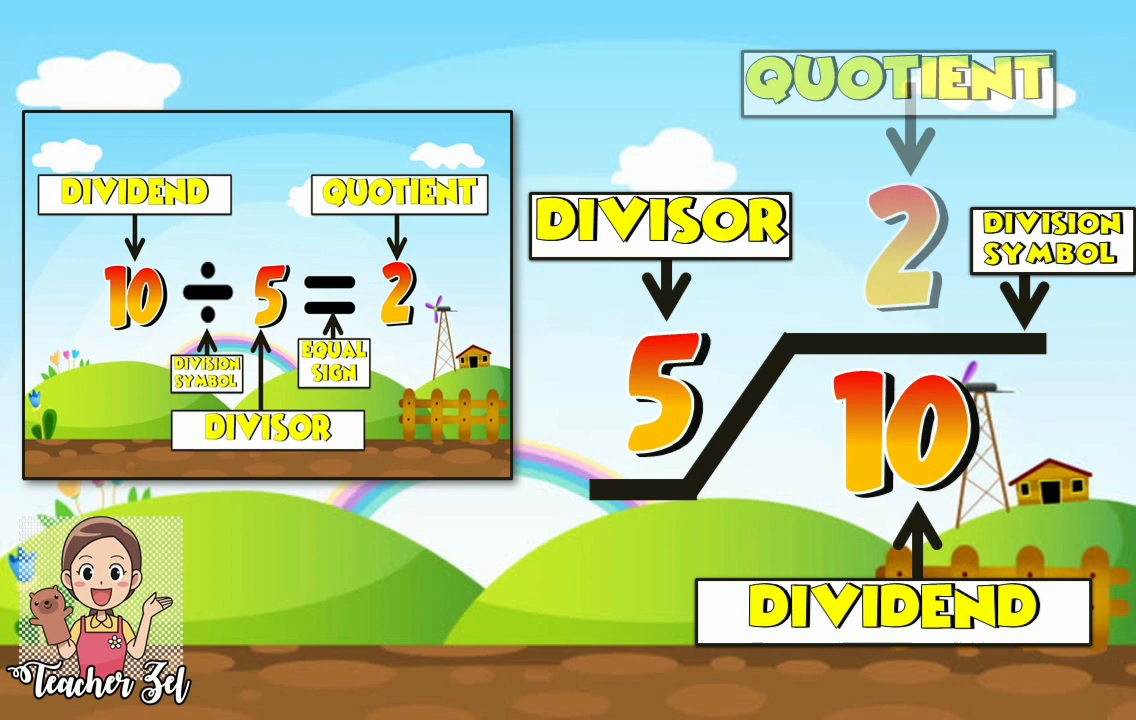 DIVIDEND
QUOTIENT
10 ÷ 5 = 2
DIVISION
SYMBOL
EQUAL
SIGN
DIVISOR
QUOTIENT
DIVISOR
2
DIVISION
SYMBOL
5
10
DIVIDEND
Teacher Zel